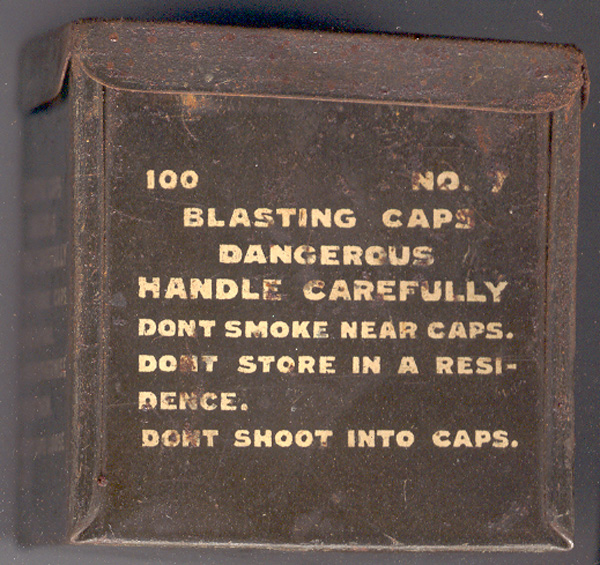 100 NO. 7
BLASTING CAPS
DANGEROUS
HANDLE CAREFULLY
DONT SMOKE NEAR CAPS.
DONT STORE IN A RESI-
DENCE.
DONT SHOOT INTO CAPS.